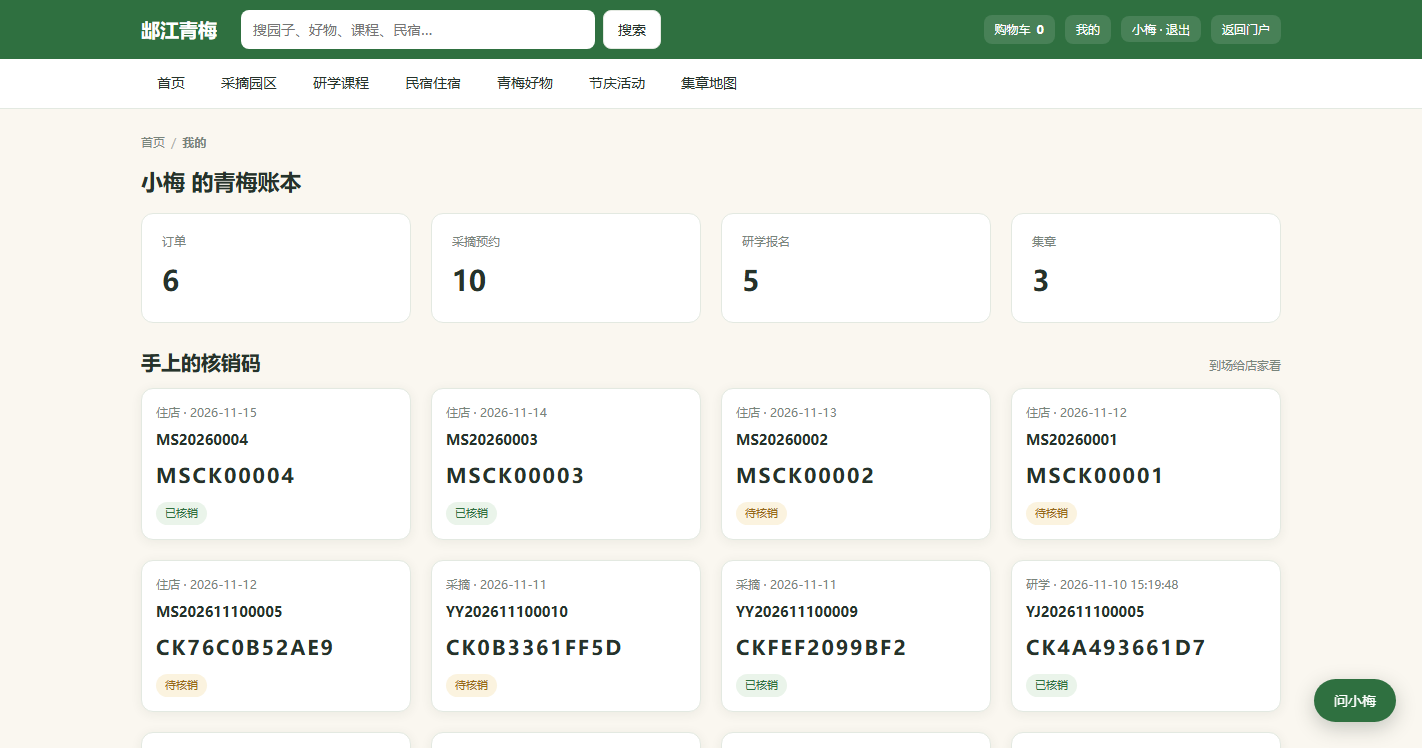 邮江青梅
搜园子、好物、课程、民宿...
搜索
购物车 0
我的
小梅 · 退出
返回门户
首页
采摘园区
研学课程
民宿住宿
青梅好物
节庆活动
集章地图
首页 / 我的
小梅 的青梅账本
订单
6
采摘预约
10
研学报名
5
集章
3
手上的核销码
到场给店家看
住店 · 2026-11-15
MS20260004
MSCK00004
已核销
住店 · 2026-11-14
MS20260003
MSCK00003
已核销
住店 · 2026-11-13
MS20260002
MSCK00002
待核销
住店 · 2026-11-12
MS20260001
MSCK00001
待核销
住店 · 2026-11-12
MS202611100005
CK76C0B52AE9
待核销
采摘 · 2026-11-11
YY202611100010
CK0B3361FF5D
待核销
采摘 · 2026-11-11
YY202611100009
CKFEF2099BF2
已核销
研学 · 2026-11-10 15:19:48
YJ202611100005
CK4A493661D7
已核销
问小梅